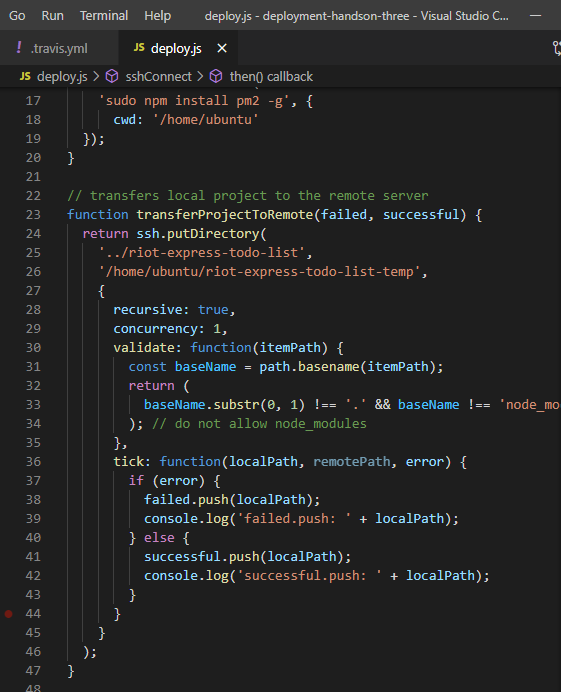 Go Run Terminal Help deploy.js - deployment-handson-three - Visual Studio C...
! .travis.yml JS deploy.js ×
JS deploy.js > sshConnect > then() callback
17 'sudo npm install pm2 -g', {
18 cwd: '/home/ubuntu'
19 });
20 }
21
22 // transfers local project to the remote server
23 function transferProjectToRemote(failed, successful) {
24 return ssh.putDirectory(
25 '../riot-express-todo-list',
26 '/home/ubuntu/riot-express-todo-list-temp',
27 {
28 recursive: true,
29 concurrency: 1,
30 validate: function(itemPath) {
31 const baseName = path.basename(itemPath);
32 return (
33 baseName.substr(0, 1) !== '.' && baseName !== 'node_mo
34 ); // do not allow node_modules
35 },
36 tick: function(localPath, remotePath, error) {
37 if (error) {
38 failed.push(localPath);
39 console.log('failed.push: ' + localPath);
40 } else {
41 successful.push(localPath);
42 console.log('successful.push: ' + localPath);
43 }
44 }
45 }
46 );
47 }
48